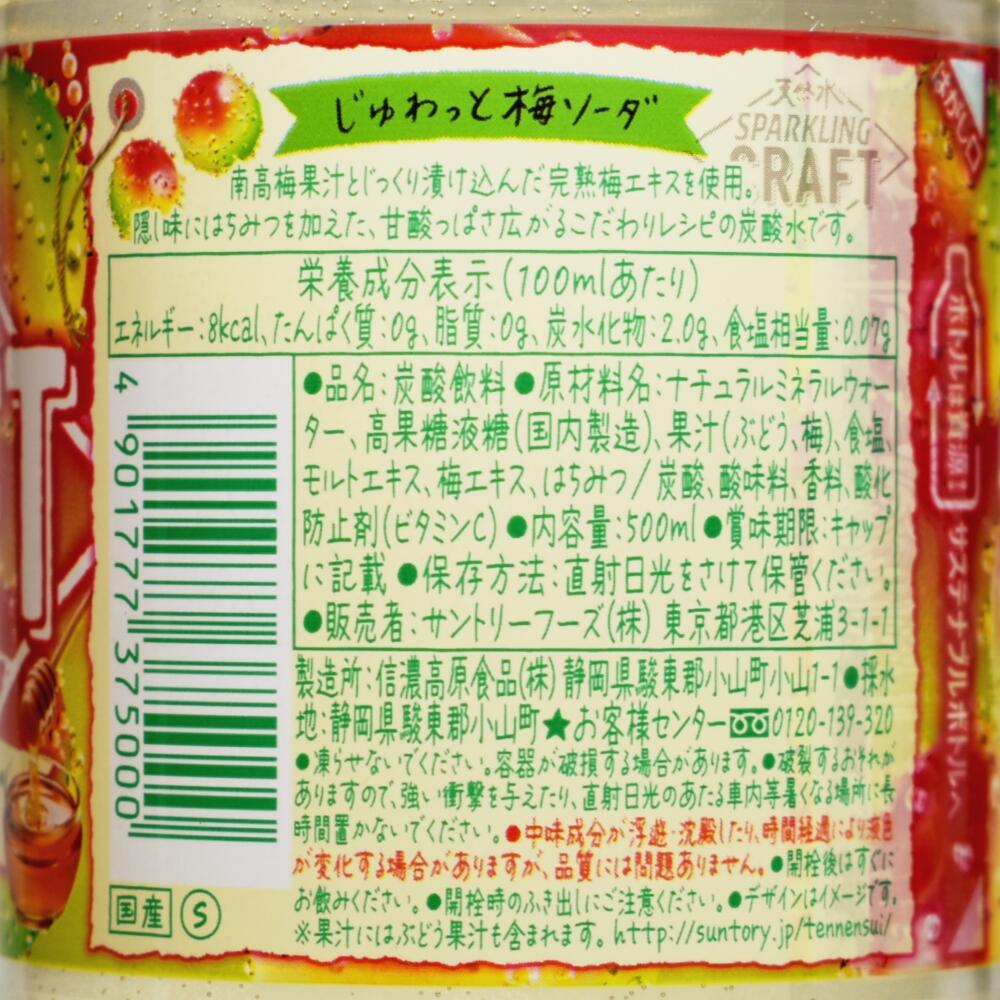 じゅわっと梅ソーダ
天然水
SPARKLING
CRAFT
南高梅果汁とじっくり漬け込んだ完熟梅エキスを使用。
隠し味にはちみつを加えた、甘酸っぱさ広がるこだわりレシピの炭酸水です。
栄養成分表示(100mlあたり)
エネルギー:8kcal、たんぱく質:0g、脂質:0g、炭水化物:2.0g、食塩相当量:0.07g
●品名:炭酸飲料 ●原材料名:ナチュラルミネラルウォー
ター、高果糖液糖(国内製造)、果汁(ぶどう、梅)、食塩、
モルトエキス、梅エキス、はちみつ/炭酸、酸味料、香料、酸化
防止剤(ビタミンC) ●内容量:500ml ●賞味期限:キャップ
に記載 ●保存方法:直射日光をさけて保管ください。
●販売者:サントリーフーズ(株) 東京都港区芝浦3-1-1
製造所:信濃高原食品(株) 静岡県駿東郡小山町小山1-1 ●採水
地:静岡県駿東郡小山町★お客様センター 0120-139-320
●凍らせないでください。容器が破損する場合があります。●破裂するおそれが
ありますので、強い衝撃を与えたり、直射日光のあたる車内等暑くなる場所に長
時間置かないでください。●中味成分が浮遊・沈殿したり、時間経過により液色
が変化する場合がありますが、品質には問題ありません。●開栓後はすぐに
お飲みください。●開栓時のふき出しにご注意ください。●デザインはイメージです。
※果汁にはぶどう果汁も含まれます。http://suntory.jp/tennensui/
4 901777 375000
国産 S
はがし口
ボトルは資源!
サステナブルボトルへ